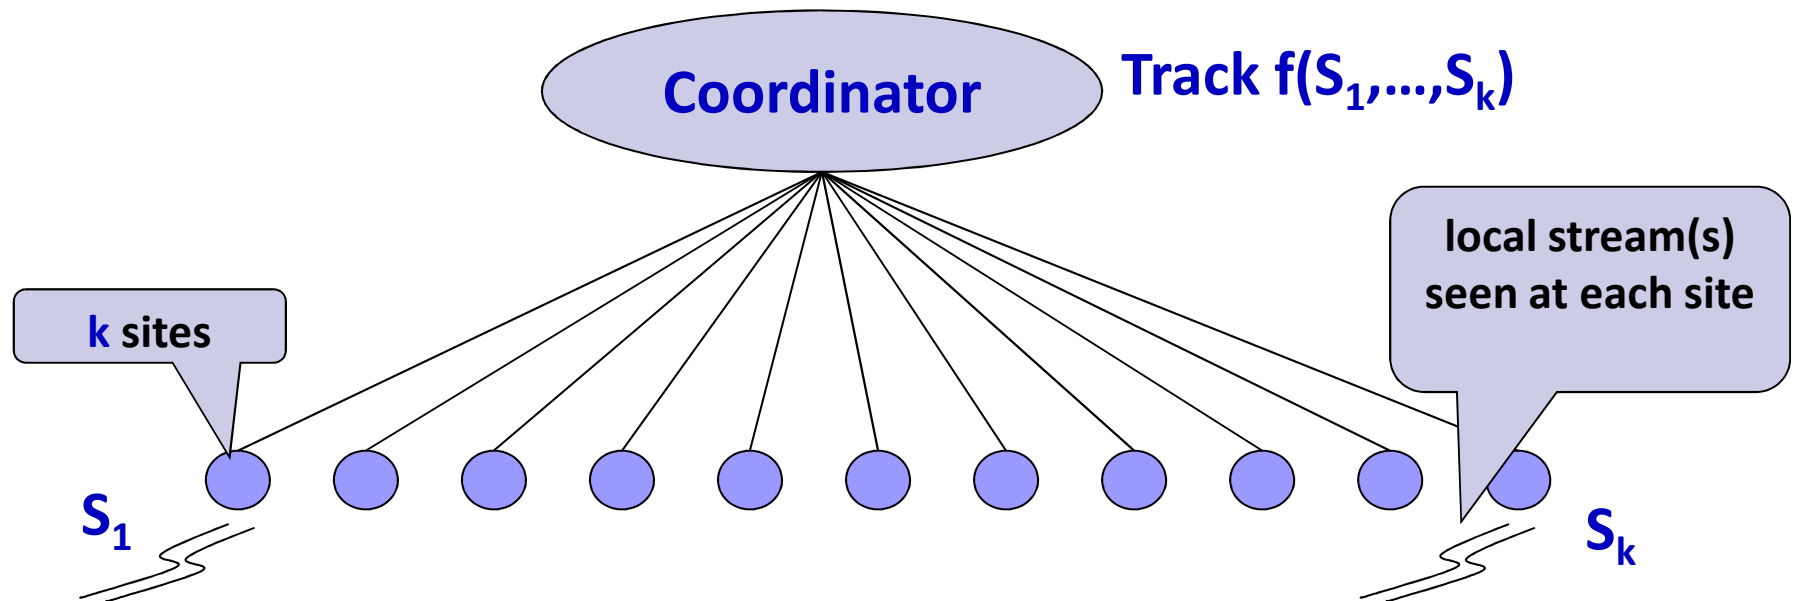 Coordinator
Track f(S₁,…,Sₖ)
local stream(s)
seen at each site
k sites
S₁
Sₖ